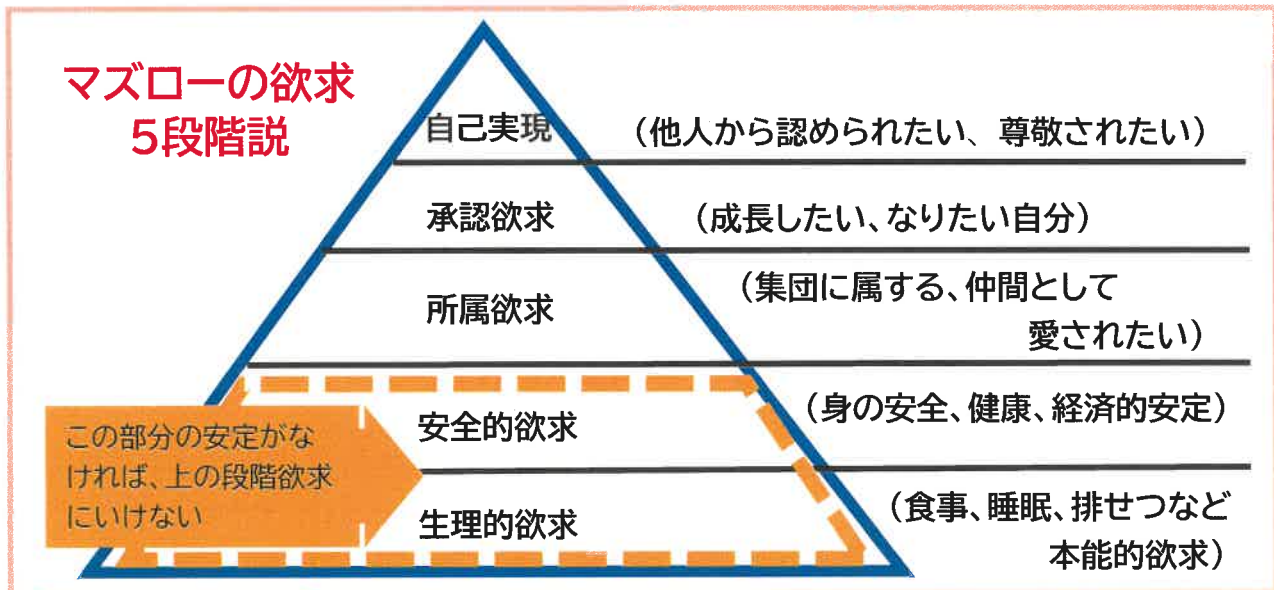 マズローの欲求
5段階説
自己実現
（他人から認められたい、尊敬されたい）
承認欲求
（成長したい、なりたい自分）
所属欲求
（集団に属する、仲間として
愛されたい）
安全的欲求
（身の安全、健康、経済的安定）
この部分の安定がな
ければ、上の段階欲求
にいけない
生理的欲求
（食事、睡眠、排せつなど
本能的欲求）